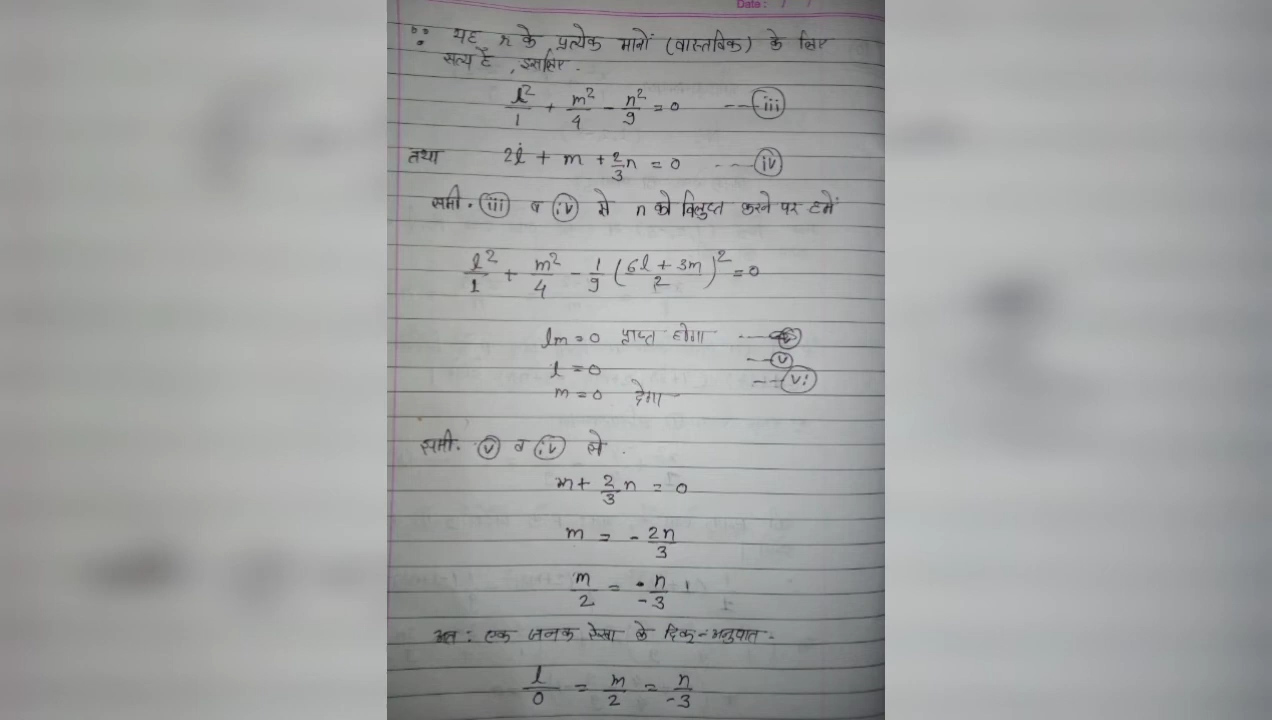 Date : / /
∵ यह r के प्रत्येक मानों (वास्तविक) के लिए
सत्य है , इसलिए .
l²/1 + m²/4 - n²/9 = 0 ---(iii)
तथा 2l + m + 2/3 n = 0 ---(iv)
समी. (iii) व (iv) से n को विलुप्त करने पर हमें
l²/1 + m²/4 - 1/9 (6l + 3m / 2)² = 0
lm = 0 प्राप्त होगा ---
l = 0 ---(v)
m = 0 देगा ---(vi)
समी. (v) व (iv) से .
m + 2/3 n = 0
m = - 2n/3
m/2 = n/-3
अतः एक जनक रेखा के दिक्-अनुपात .
l/0 = m/2 = n/-3